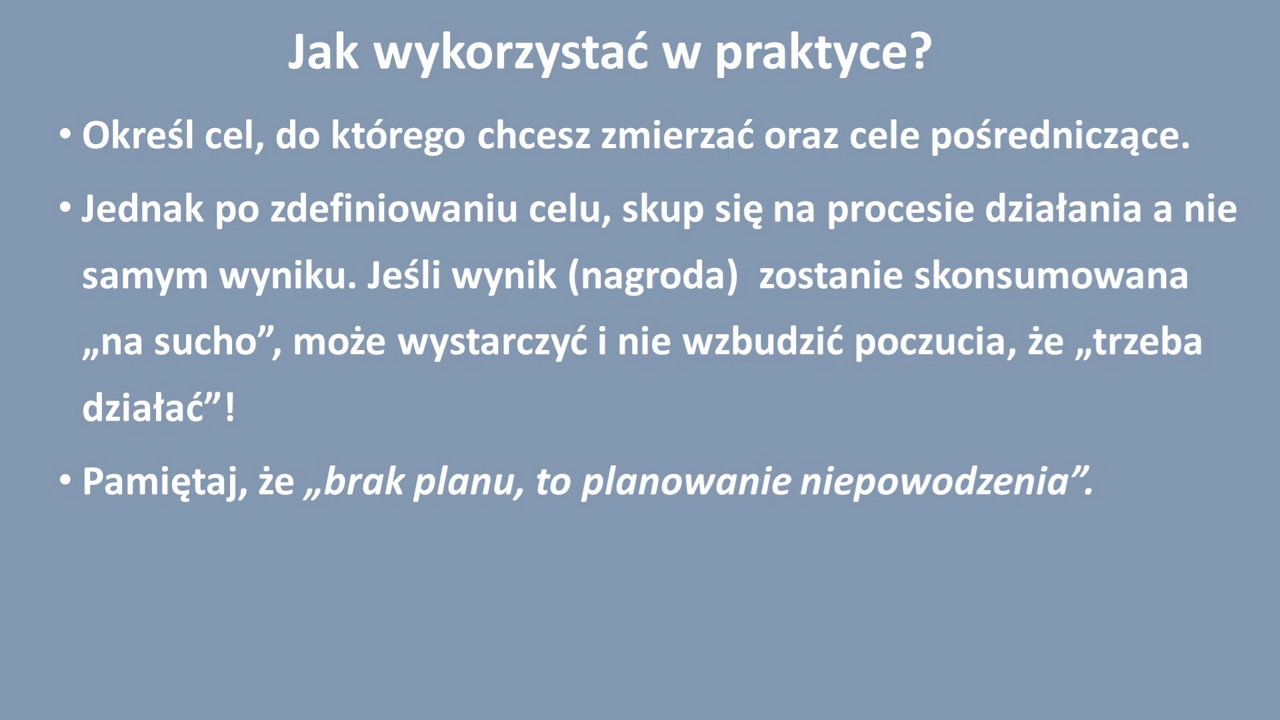 Jak wykorzystać w praktyce?
• Określ cel, do którego chcesz zmierzać oraz cele pośredniczące.
• Jednak po zdefiniowaniu celu, skup się na procesie działania a nie
samym wyniku. Jeśli wynik (nagroda)  zostanie skonsumowana
„na sucho”, może wystarczyć i nie wzbudzić poczucia, że „trzeba
działać”!
• Pamiętaj, że „brak planu, to planowanie niepowodzenia”.